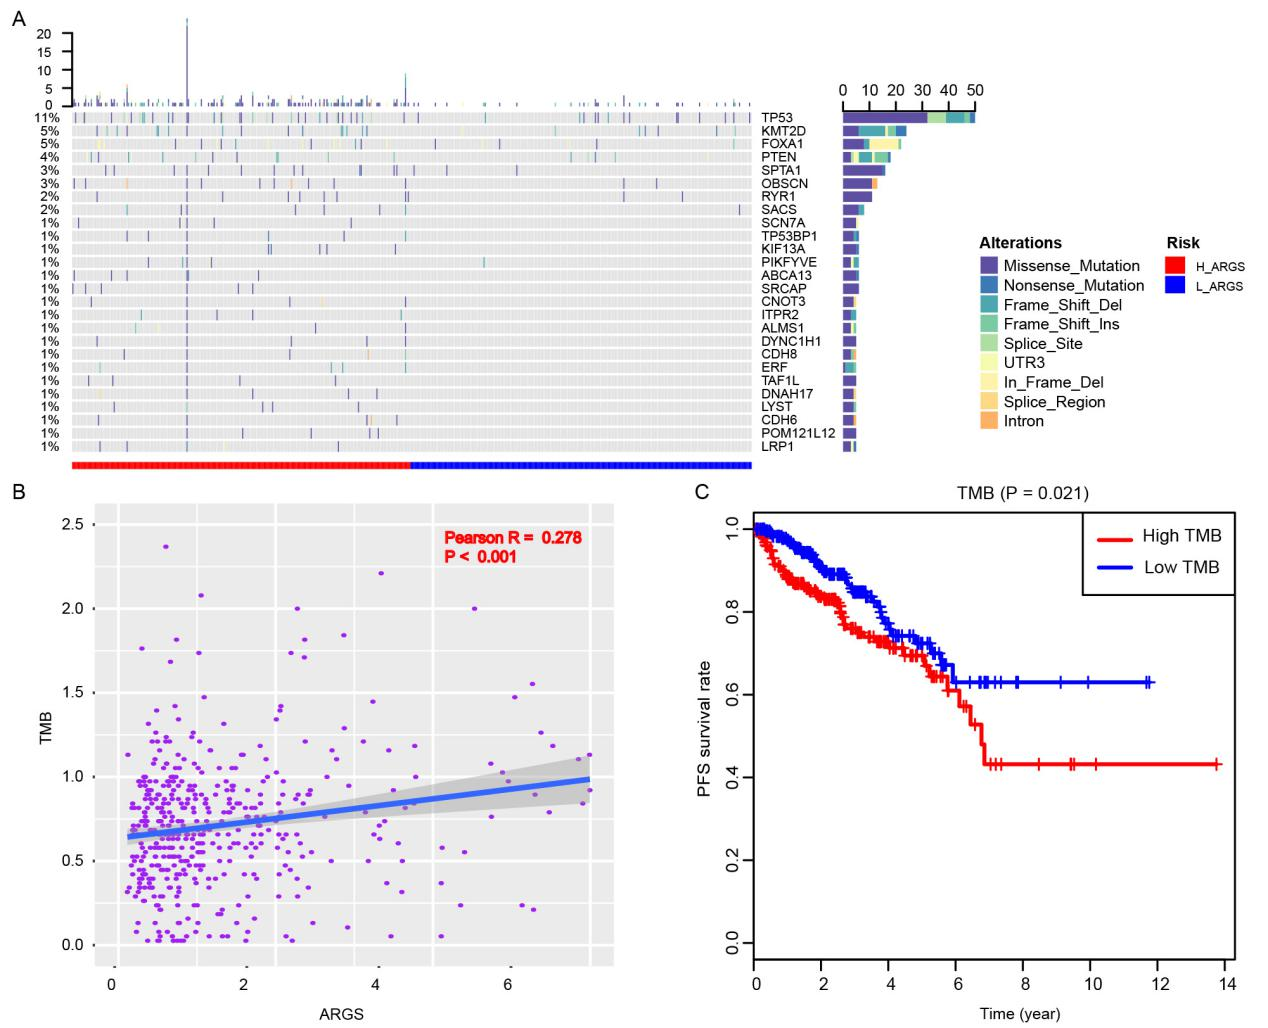 A
20
15
10
5
0
0 10 20 30 40 50
11% TP53
5% KMT2D
5% FOXA1
4% PTEN
3% SPTA1
3% OBSCN
2% RYR1
2% SACS
1% SCN7A
1% TP53BP1
1% KIF13A
1% PIKFYVE
1% ABCA13
1% SRCAP
1% CNOT3
1% ITPR2
1% ALMS1
1% DYNC1H1
1% CDH8
1% ERF
1% TAF1L
1% DNAH17
1% LYST
1% CDH6
1% POM121L12
1% LRP1
Alterations
Missense_Mutation
Nonsense_Mutation
Frame_Shift_Del
Frame_Shift_Ins
Splice_Site
UTR3
In_Frame_Del
Splice_Region
Intron
Risk
H_ARGS
L_ARGS
B
Pearson R = 0.278
P < 0.001
TMB
2.5
2.0
1.5
1.0
0.5
0.0
0 2 4 6
ARGS
C
TMB (P = 0.021)
High TMB
Low TMB
PFS survival rate
1.0
0.8
0.6
0.4
0.2
0.0
0 2 4 6 8 10 12 14
Time (year)